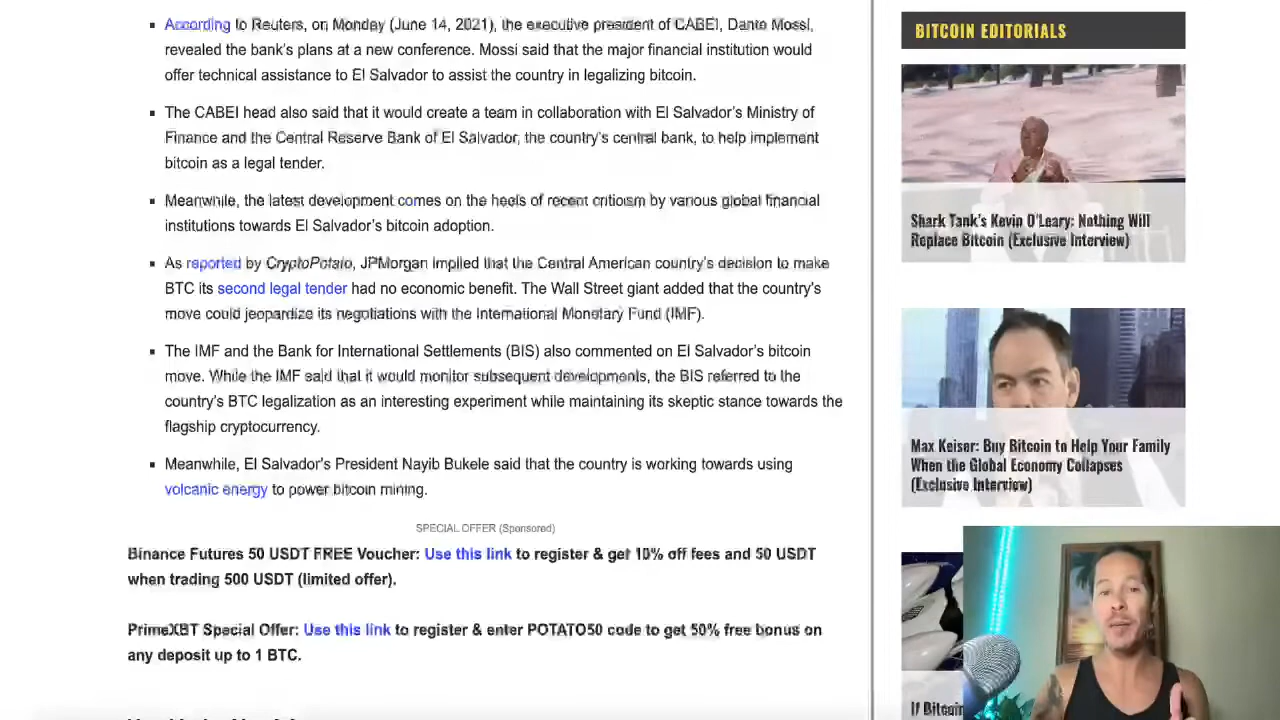 According to Reuters, on Monday (June 14, 2021), the executive president of CABEI, Dante Mossi,
revealed the bank's plans at a new conference. Mossi said that the major financial institution would
offer technical assistance to El Salvador to assist the country in legalizing bitcoin.
The CABEI head also said that it would create a team in collaboration with El Salvador's Ministry of
Finance and the Central Reserve Bank of El Salvador, the country's central bank, to help implement
bitcoin as a legal tender.
Meanwhile, the latest development comes on the heels of recent criticism by various global financial
institutions towards El Salvador's bitcoin adoption.
As reported by CryptoPotato, JPMorgan implied that the Central American country's decision to make
BTC its second legal tender had no economic benefit. The Wall Street giant added that the country's
move could jeopardize its negotiations with the International Monetary Fund (IMF).
The IMF and the Bank for International Settlements (BIS) also commented on El Salvador's bitcoin
move. While the IMF said that it would monitor subsequent developments, the BIS referred to the
country's BTC legalization as an interesting experiment while maintaining its skeptic stance towards the
flagship cryptocurrency.
Meanwhile, El Salvador's President Nayib Bukele said that the country is working towards using
volcanic energy to power bitcoin mining.
SPECIAL OFFER (Sponsored)
Binance Futures 50 USDT FREE Voucher: Use this link to register & get 10% off fees and 50 USDT
when trading 500 USDT (limited offer).
PrimeXBT Special Offer: Use this link to register & enter POTATO50 code to get 50% free bonus on
any deposit up to 1 BTC.
BITCOIN EDITORIALS
Shark Tank's Kevin O'Leary: Nothing Will
Replace Bitcoin (Exclusive Interview)
Max Keiser: Buy Bitcoin to Help Your Family
When the Global Economy Collapses
(Exclusive Interview)
If Bitcoin